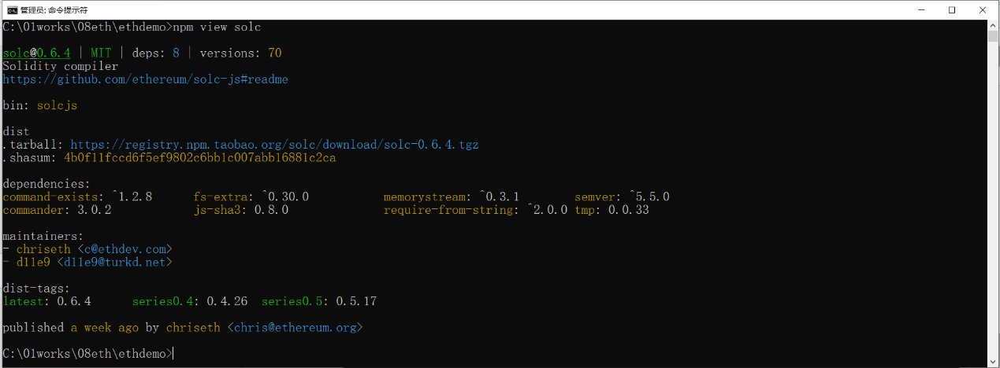 管理员: 命令提示符
C:\01works\08eth\ethdemo>npm view solc
solc@0.6.4 | MIT | deps: 8 | versions: 70
Solidity compiler
https://github.com/ethereum/solc-js#readme
bin: solcjs
dist
.tarball: https://registry.npm.taobao.org/solc/download/solc-0.6.4.tgz
.shasum: 4b0f11fccd6f5ef9802c6bb1c007abb16881c2ca
dependencies:
command-exists: ^1.2.8 fs-extra: ^0.30.0 memorystream: ^0.3.1 semver: ^5.5.0
commander: 3.0.2 js-sha3: 0.8.0 require-from-string: ^2.0.0 tmp: 0.0.33
maintainers:
- chriseth <c@ethdev.com>
- d11e9 <d11e9@turkd.net>
dist-tags:
latest: 0.6.4 series0.4: 0.4.26 series0.5: 0.5.17
published a week ago by chriseth <chris@ethereum.org>
C:\01works\08eth\ethdemo>